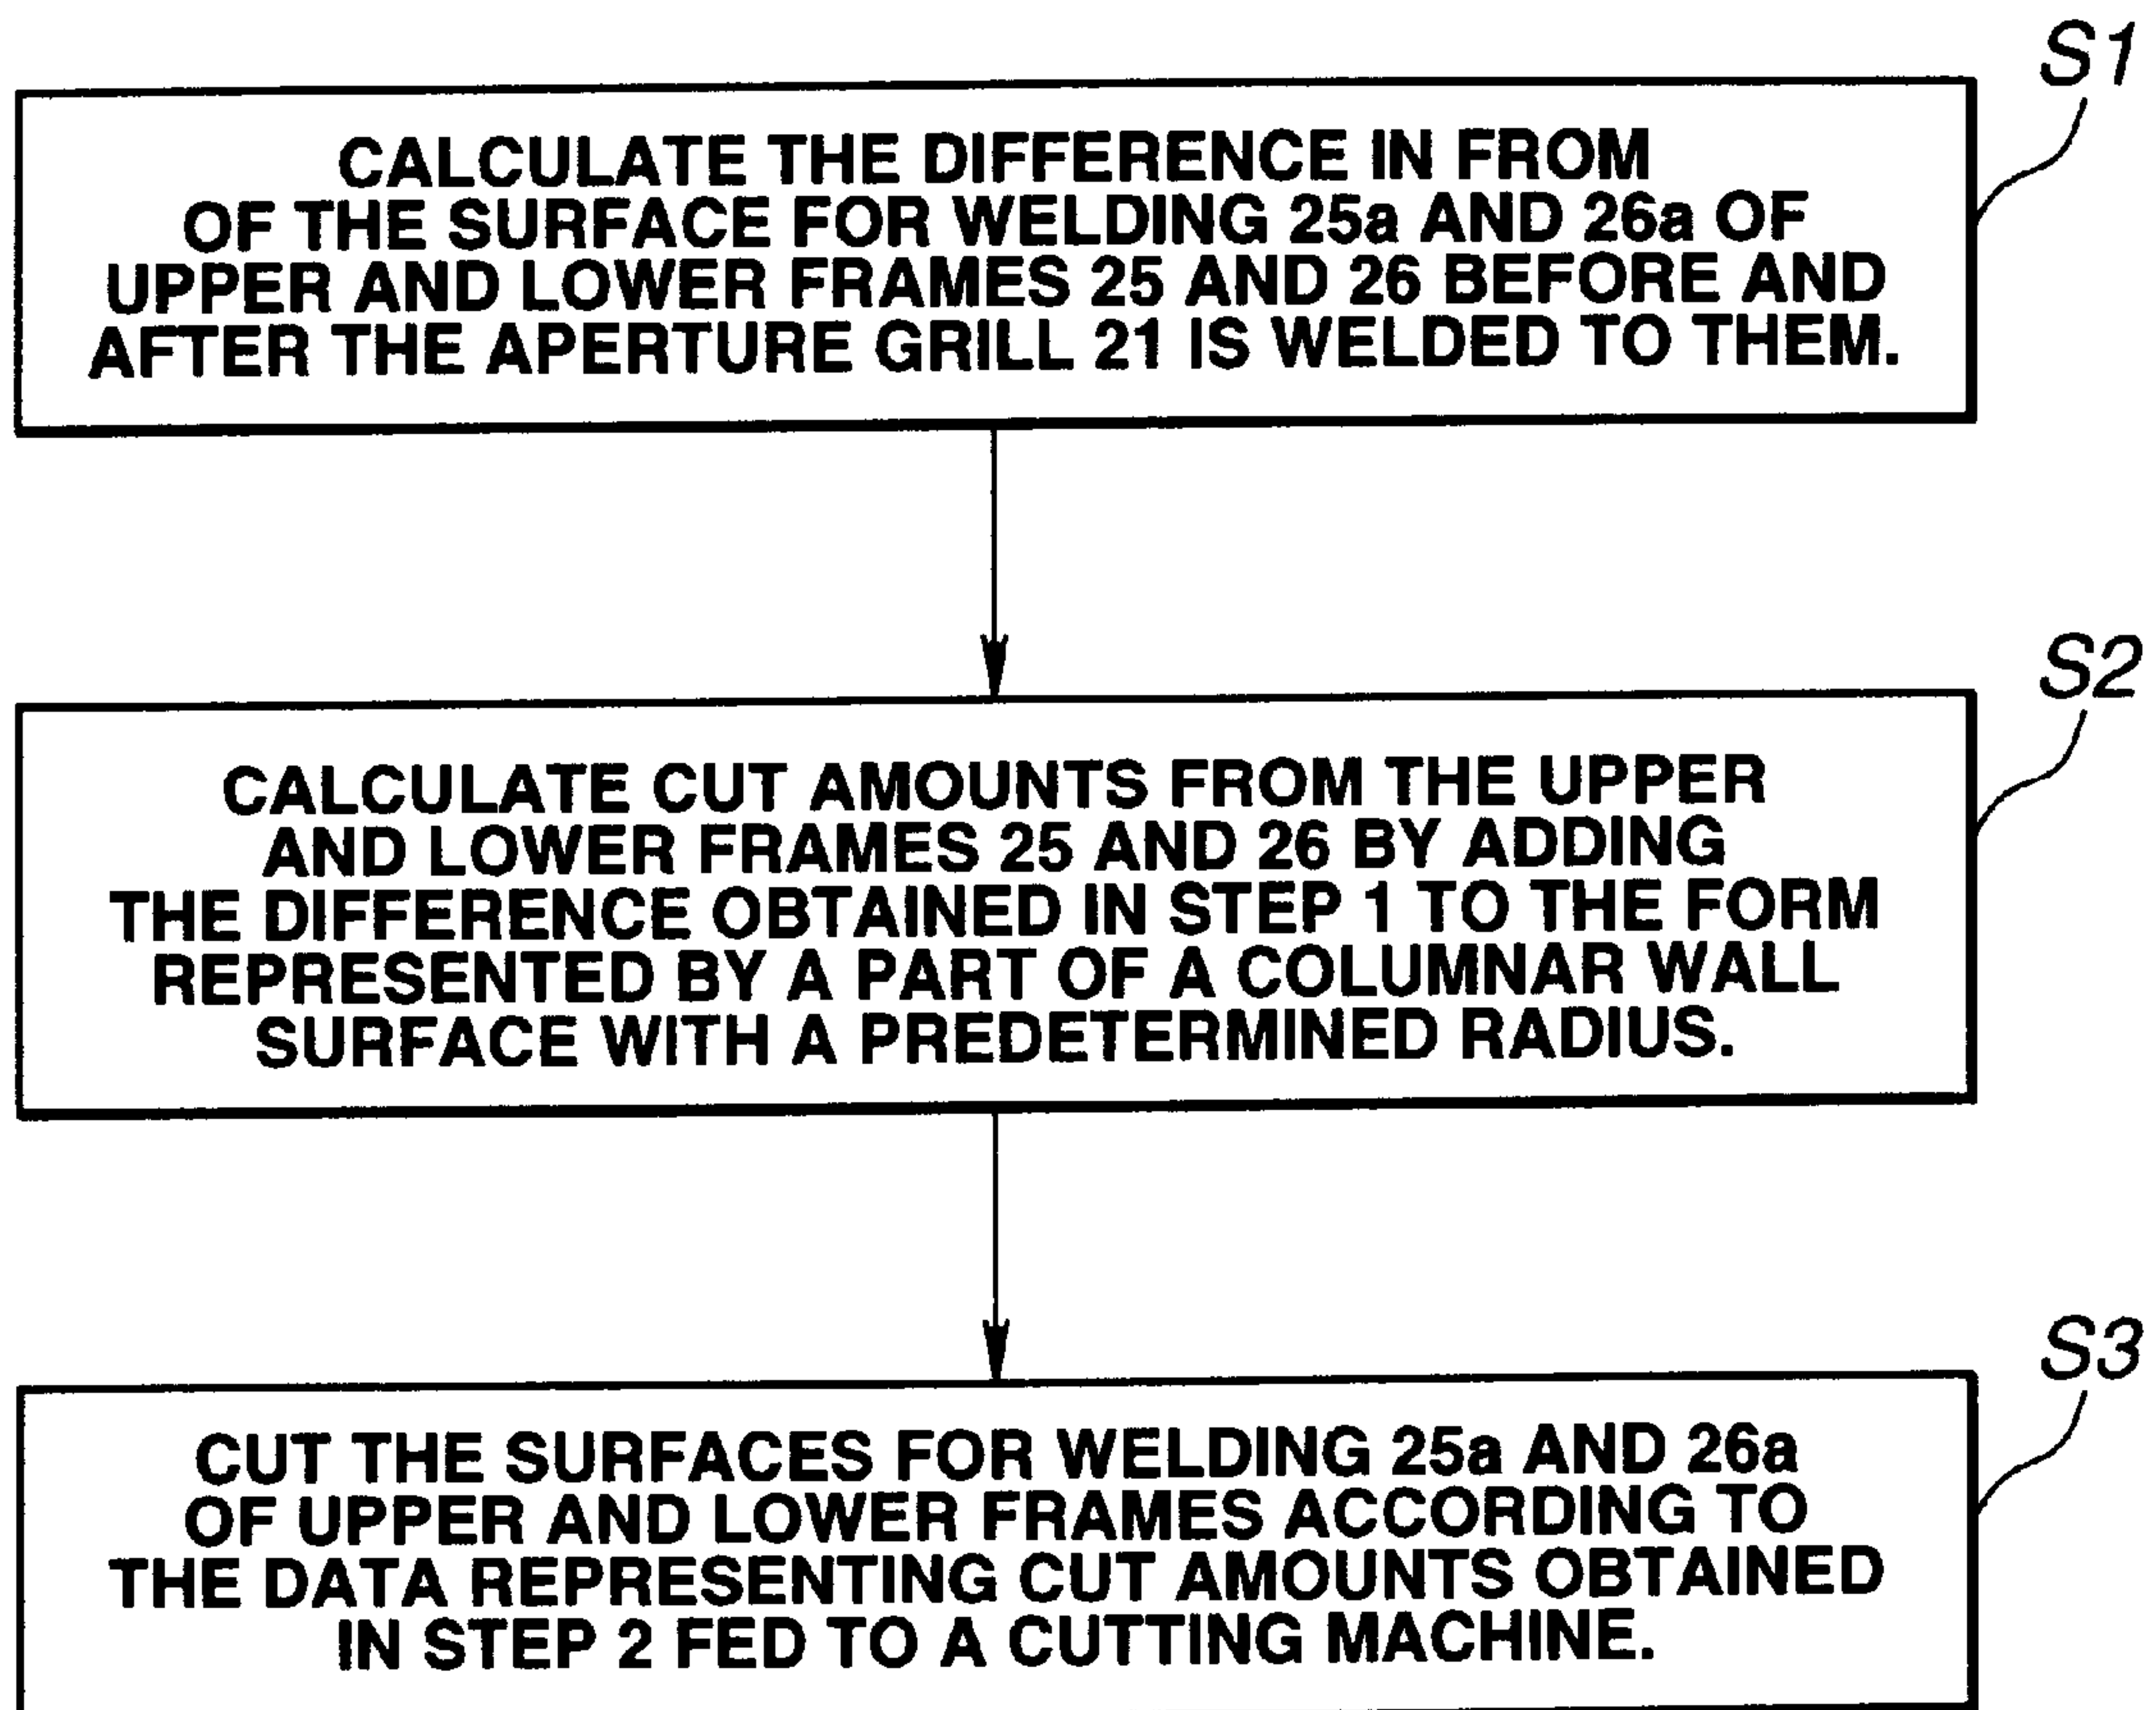 S1
CALCULATE THE DIFFERENCE IN FROM
OF THE SURFACE FOR WELDING 25a AND 26a OF
UPPER AND LOWER FRAMES 25 AND 26 BEFORE AND
AFTER THE APERTURE GRILL 21 IS WELDED TO THEM.
S2
CALCULATE CUT AMOUNTS FROM THE UPPER
AND LOWER FRAMES 25 AND 26 BY ADDING
THE DIFFERENCE OBTAINED IN STEP 1 TO THE FORM
REPRESENTED BY A PART OF A COLUMNAR WALL
SURFACE WITH A PREDETERMINED RADIUS.
S3
CUT THE SURFACES FOR WELDING 25a AND 26a
OF UPPER AND LOWER FRAMES ACCORDING TO
THE DATA REPRESENTING CUT AMOUNTS OBTAINED
IN STEP 2 FED TO A CUTTING MACHINE.